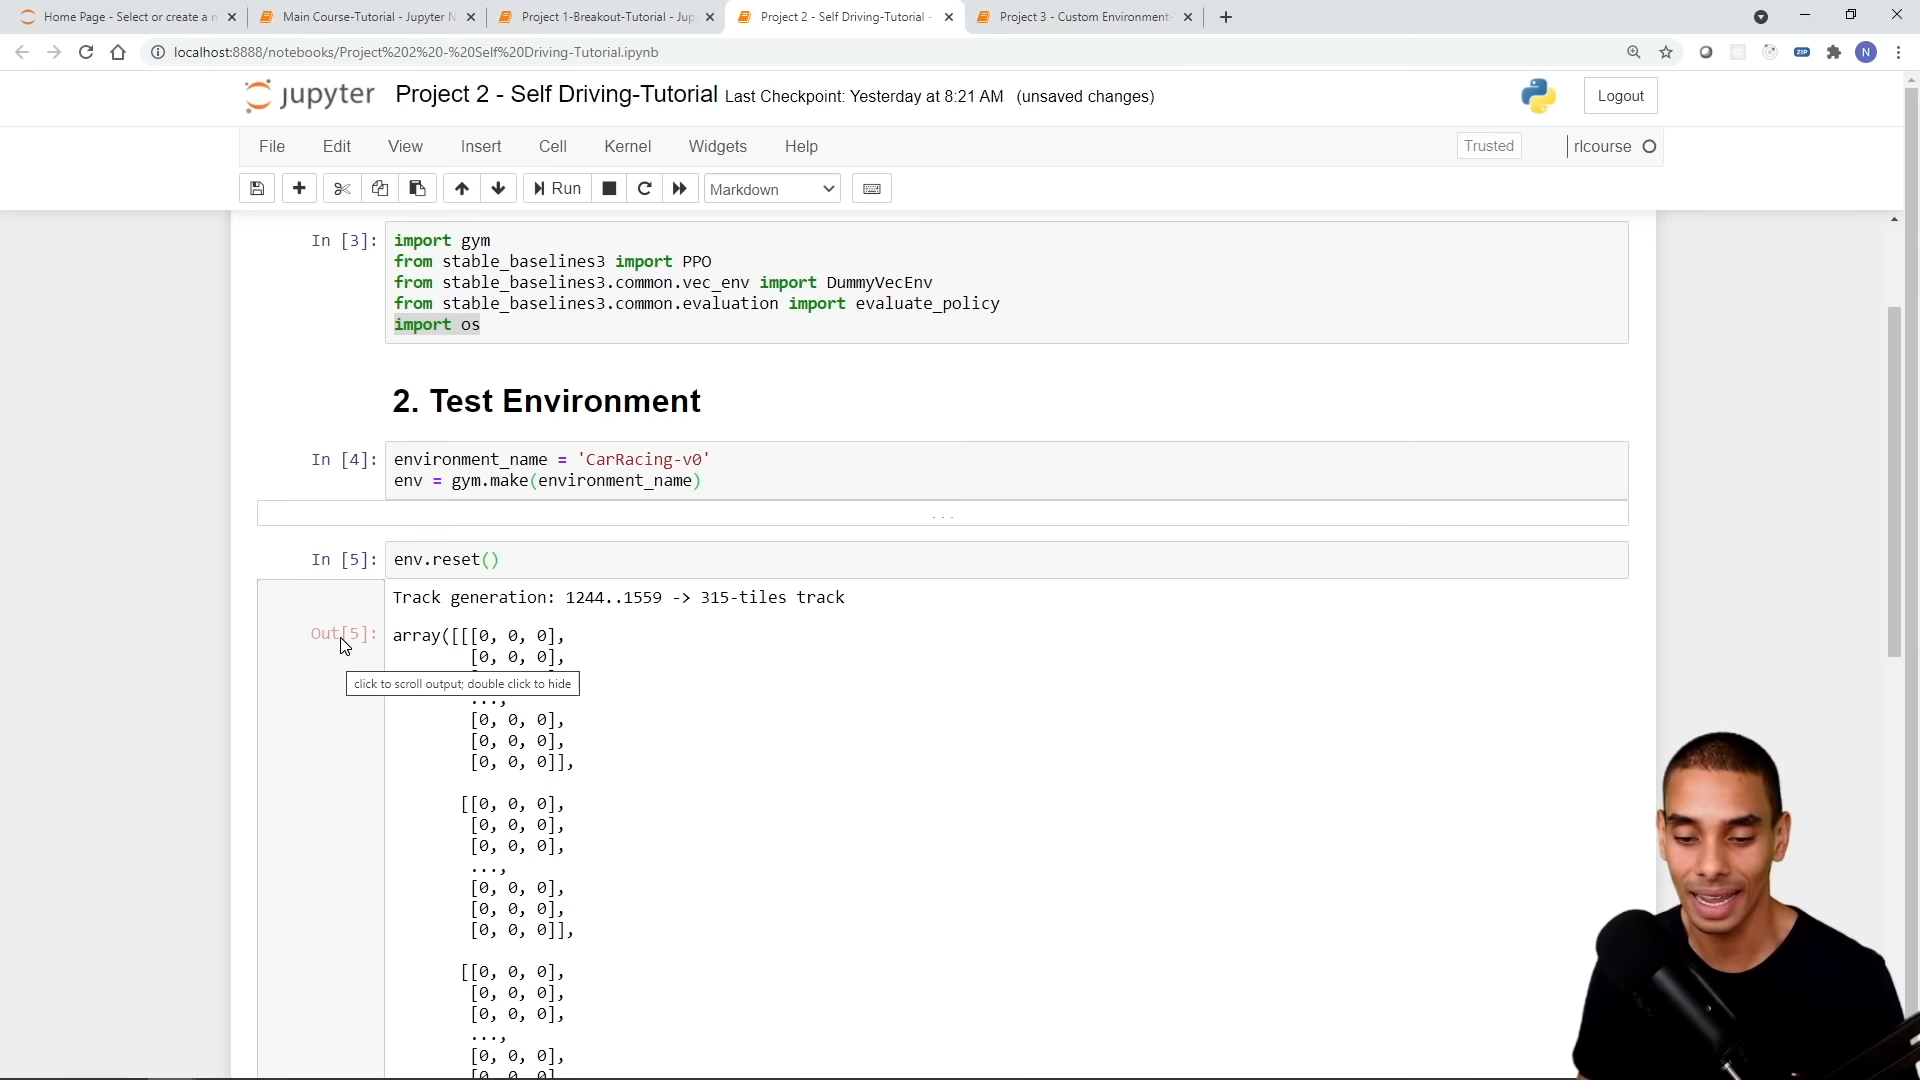 Home Page - Select or create a n
Main Course-Tutorial - Jupyter N
Project 1-Breakout-Tutorial - Jup
Project 2 - Self Driving-Tutorial -
Project 3 - Custom Environment-
localhost:8888/notebooks/Project%202%20-%20Self%20Driving-Tutorial.ipynb
ZIP
N
jupyter Project 2 - Self Driving-Tutorial Last Checkpoint: Yesterday at 8:21 AM (unsaved changes)
Logout
File Edit View Insert Cell Kernel Widgets Help
Trusted
rlcourse
Run
Markdown
In [3]: import gym
from stable_baselines3 import PPO
from stable_baselines3.common.vec_env import DummyVecEnv
from stable_baselines3.common.evaluation import evaluate_policy
import os
2. Test Environment
In [4]: environment_name = 'CarRacing-v0'
env = gym.make(environment_name)
...
In [5]: env.reset()
Track generation: 1244..1559 -> 315-tiles track
Out[5]: array([[[0, 0, 0],
[0, 0, 0],
click to scroll output; double click to hide
...,
[0, 0, 0],
[0, 0, 0],
[0, 0, 0]],
[[0, 0, 0],
[0, 0, 0],
[0, 0, 0],
...,
[0, 0, 0],
[0, 0, 0],
[0, 0, 0]],
[[0, 0, 0],
[0, 0, 0],
[0, 0, 0],
...,
[0, 0, 0],